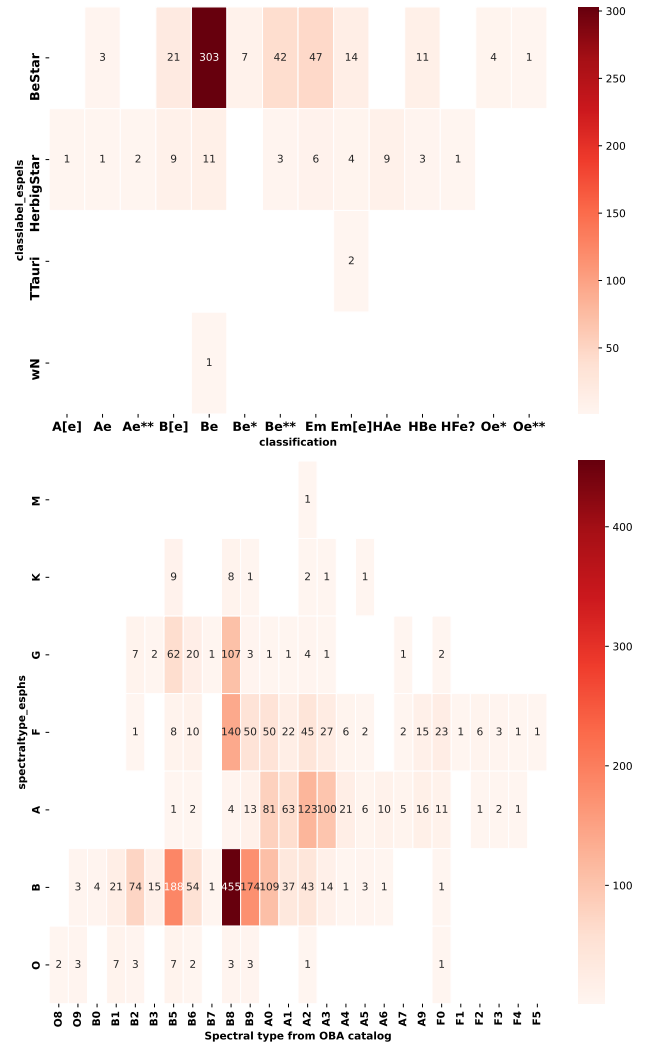 BeStar 3 21 303 7 42 47 14 11 4 1
HerbigStar 1 1 2 9 11 3 6 4 9 3 1
TTauri 2
wN 1
classlabel_espels
A[e] Ae Ae** B[e] Be Be* Be** Em Em[e] HAe HBe HFe? Oe* Oe**
classification
300
250
200
150
100
50
M 1
K 9 8 1 2 1 1
G 7 2 62 20 1 107 3 1 1 4 1 1 2
F 1 8 10 140 50 50 22 45 27 6 2 2 15 23 1 6 3 1 1
A 1 2 4 13 81 63 123 100 21 6 10 5 16 11 1 2 1
B 3 4 21 74 15 188 54 1 455 174 109 37 43 14 1 3 1 1
O 2 3 7 3 7 2 3 3 1 1
spectraltype_esphs
O8 O9 B0 B1 B2 B3 B5 B6 B7 B8 B9 A0 A1 A2 A3 A4 A5 A6 A7 A9 F0 F1 F2 F3 F4 F5
Spectral type from OBA catalog
400
300
200
100